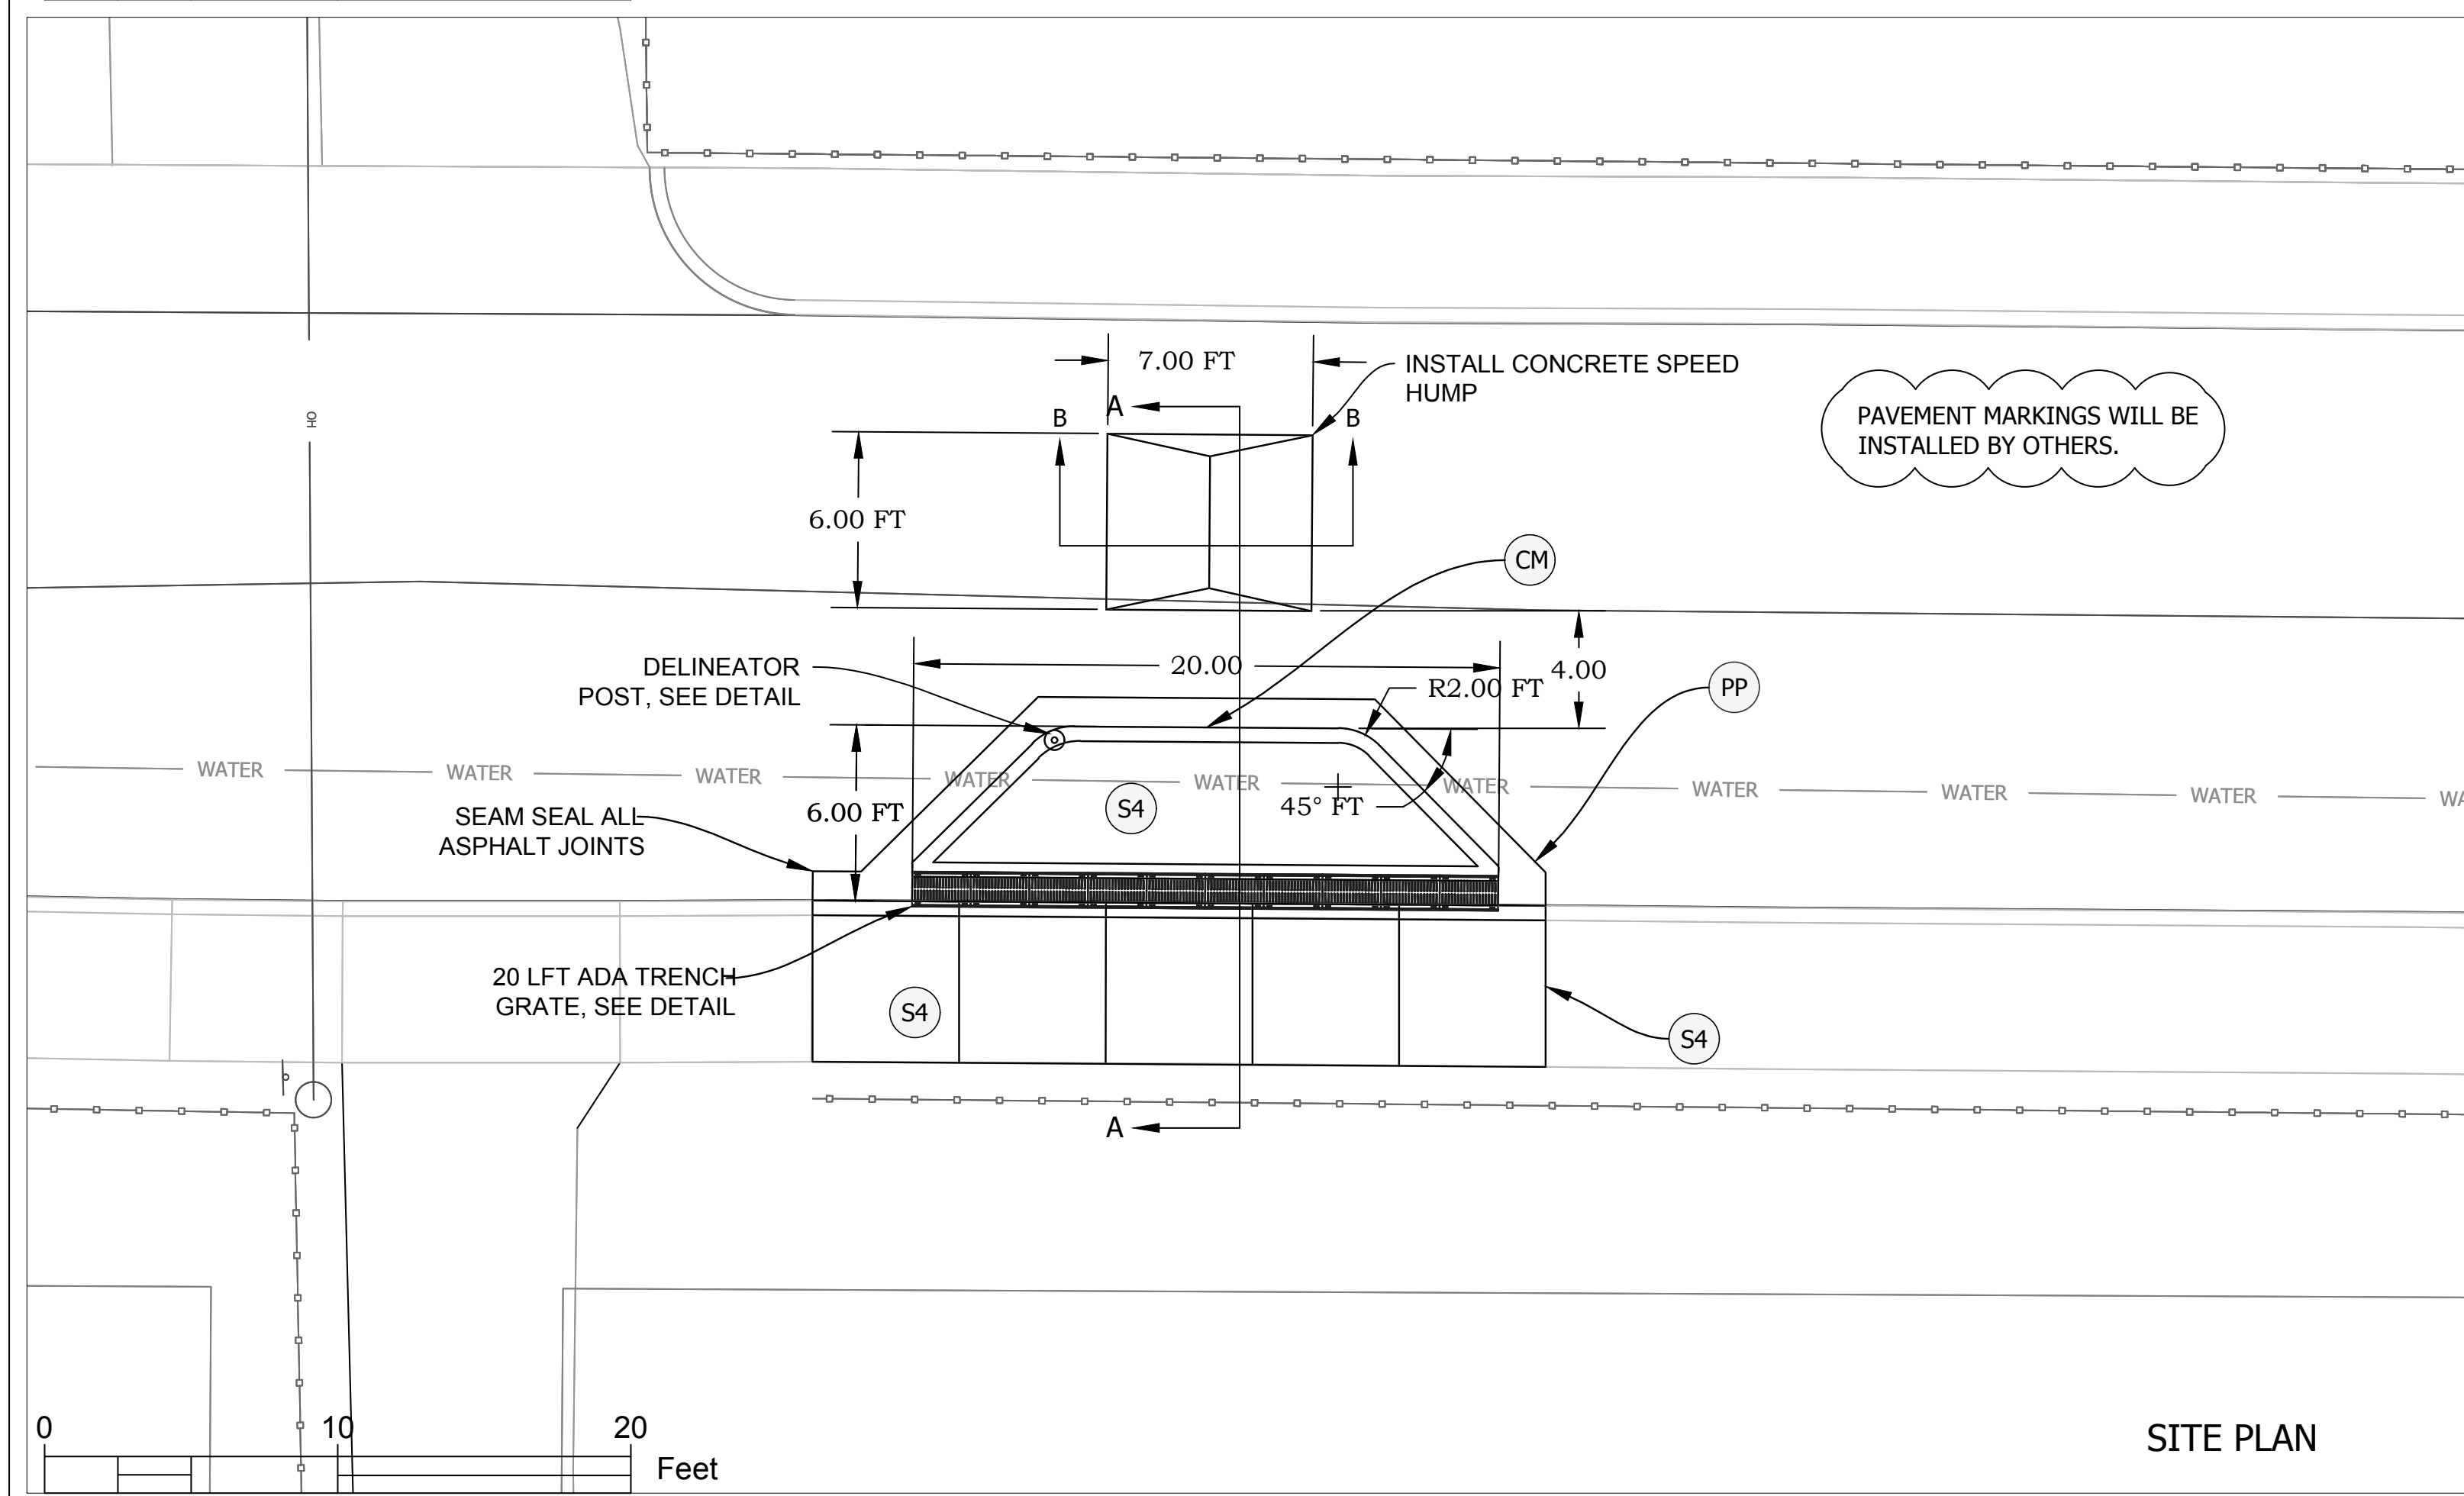 OH
7.00 FT
INSTALL CONCRETE SPEED
HUMP
A
B
B
PAVEMENT MARKINGS WILL BE
INSTALLED BY OTHERS.
6.00 FT
CM
DELINEATOR
POST, SEE DETAIL
20.00
4.00
R2.00 FT
PP
WATER
WATER
WATER
WATER
WATER
WATER
WATER
WATER
WATER
WA
SEAM SEAL ALL
ASPHALT JOINTS
6.00 FT
S4
45° FT
20 LFT ADA TRENCH
GRATE, SEE DETAIL
S4
S4
A
0
10
20
Feet
SITE PLAN